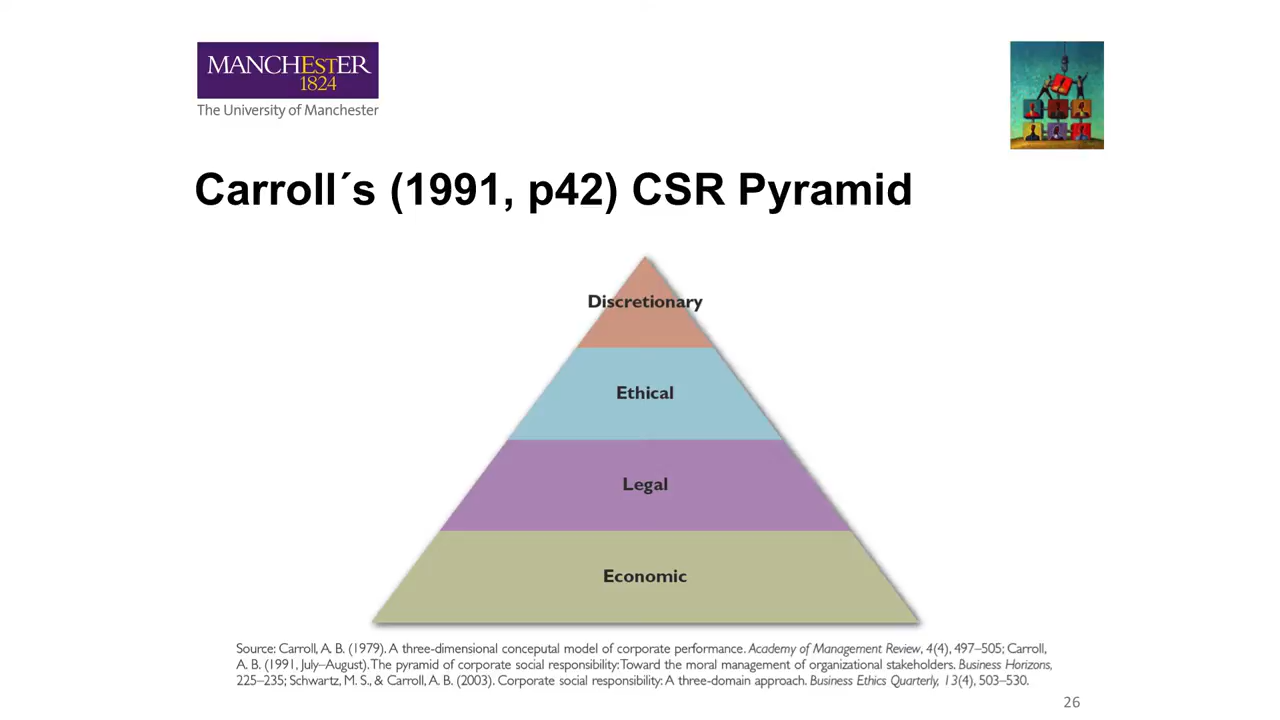 MANCHESTER
1824
The University of Manchester
Carroll´s (1991, p42) CSR Pyramid
Discretionary
Ethical
Legal
Economic
Source: Carroll, A. B. (1979). A three-dimensional conceputal model of corporate performance. Academy of Management Review, 4(4), 497–505; Carroll,
A. B. (1991, July–August). The pyramid of corporate social responsibility: Toward the moral management of organizational stakeholders. Business Horizons,
225–235; Schwartz, M. S., & Carroll, A. B. (2003). Corporate social responsibility: A three-domain approach. Business Ethics Quarterly, 13(4), 503–530.
26